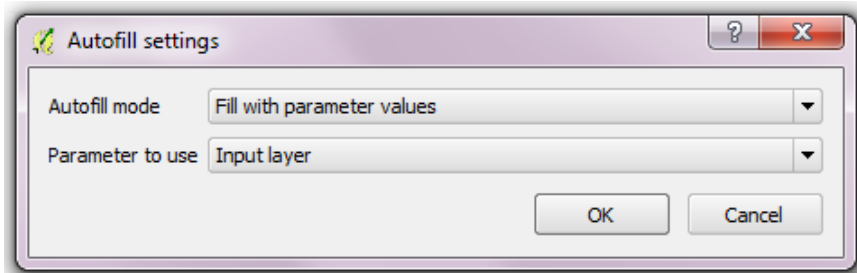 Autofill settings
Autofill mode Fill with parameter values
Parameter to use Input layer
OK Cancel